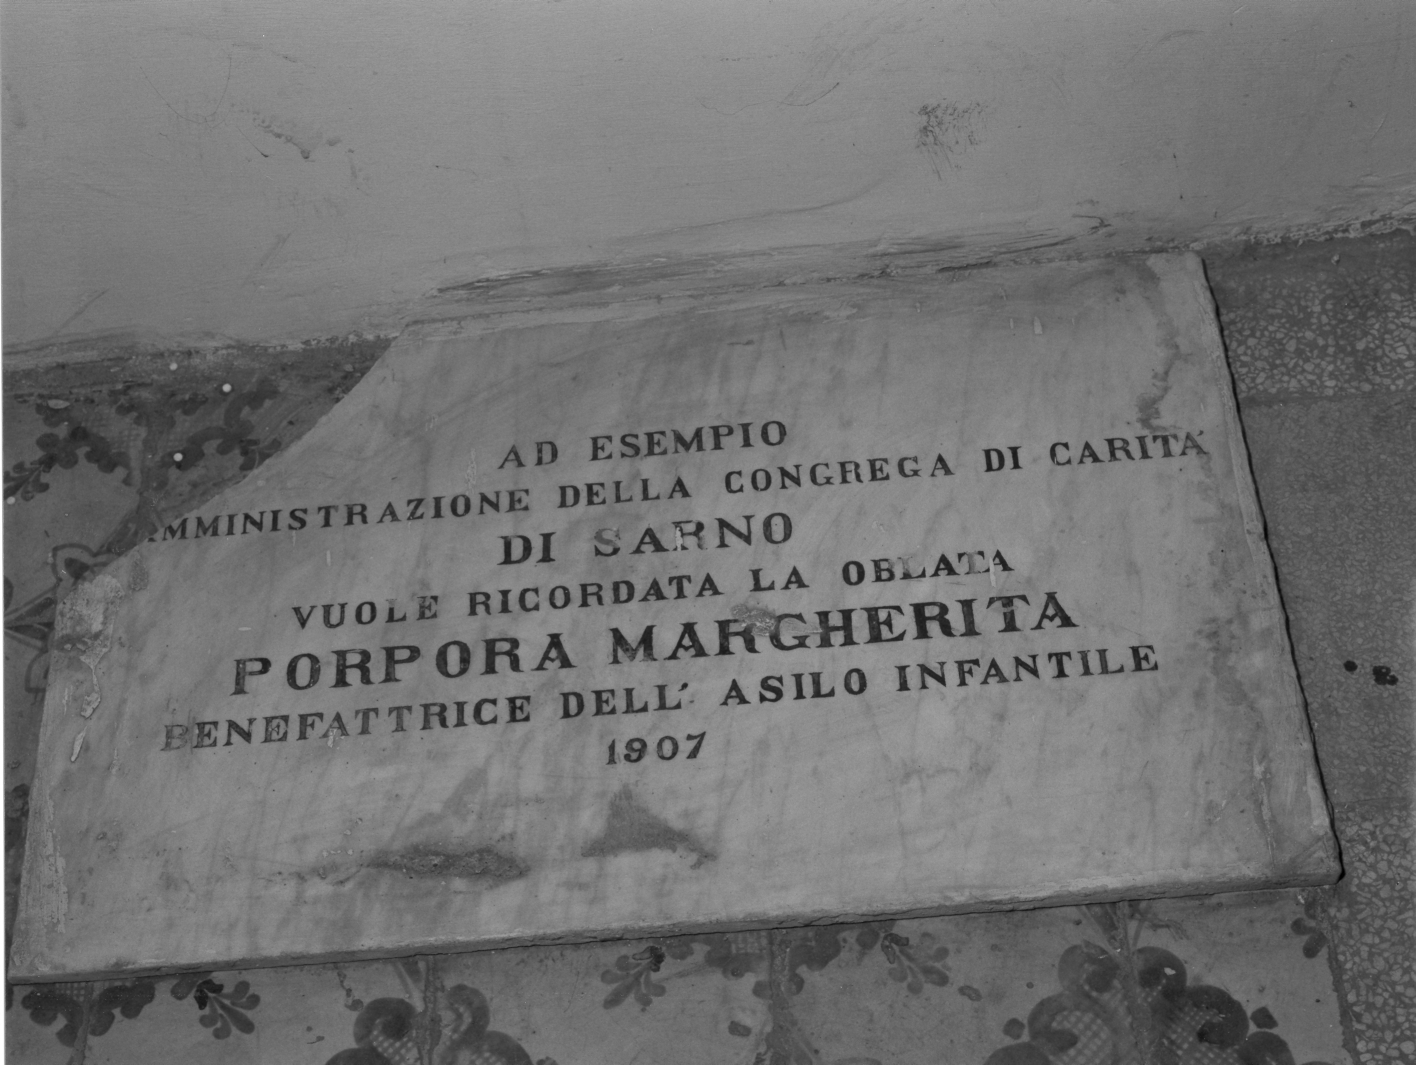 AD ESEMPIO
AMMINISTRAZIONE DELLA CONGREGA DI CARITÀ
DI SARNO
VUOLE RICORDATA LA OBLATA
PORPORA MARGHERITA
BENEFATTRICE DELL' ASILO INFANTILE
1907